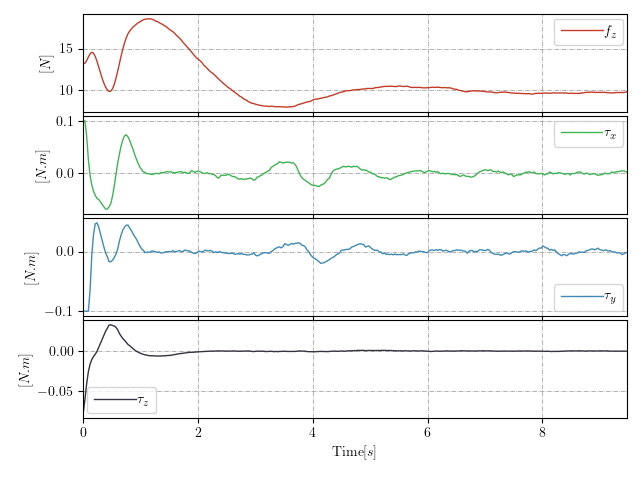 [N]
15
10
f_z
[N.m]
0.1
0.0
τ_x
[N.m]
0.0
−0.1
τ_y
[N.m]
0.00
−0.05
τ_z
0 2 4 6 8
Time[s]